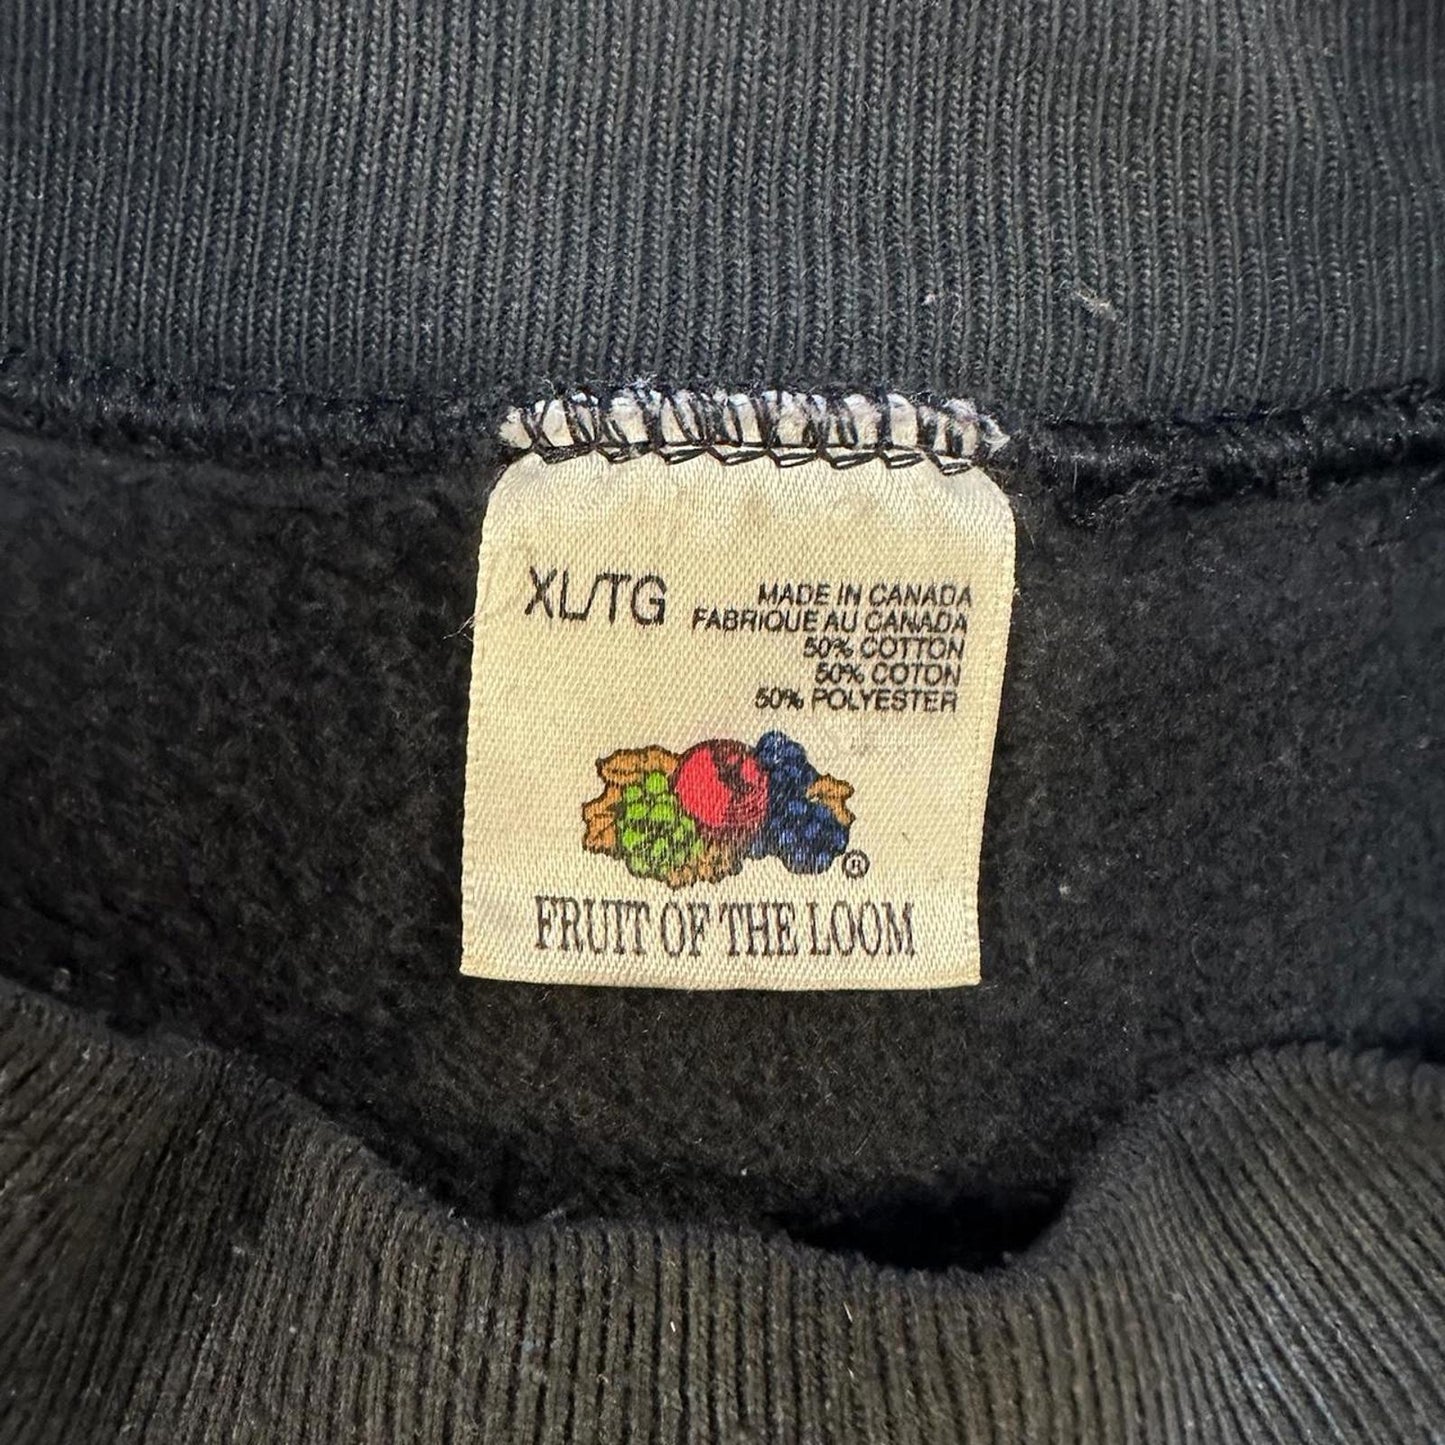 XL/TG
MADE IN CANADA
FABRIQUE AU CANADA
50% COTTON
50% COTON
50% POLYESTER
®
FRUIT OF THE LOOM